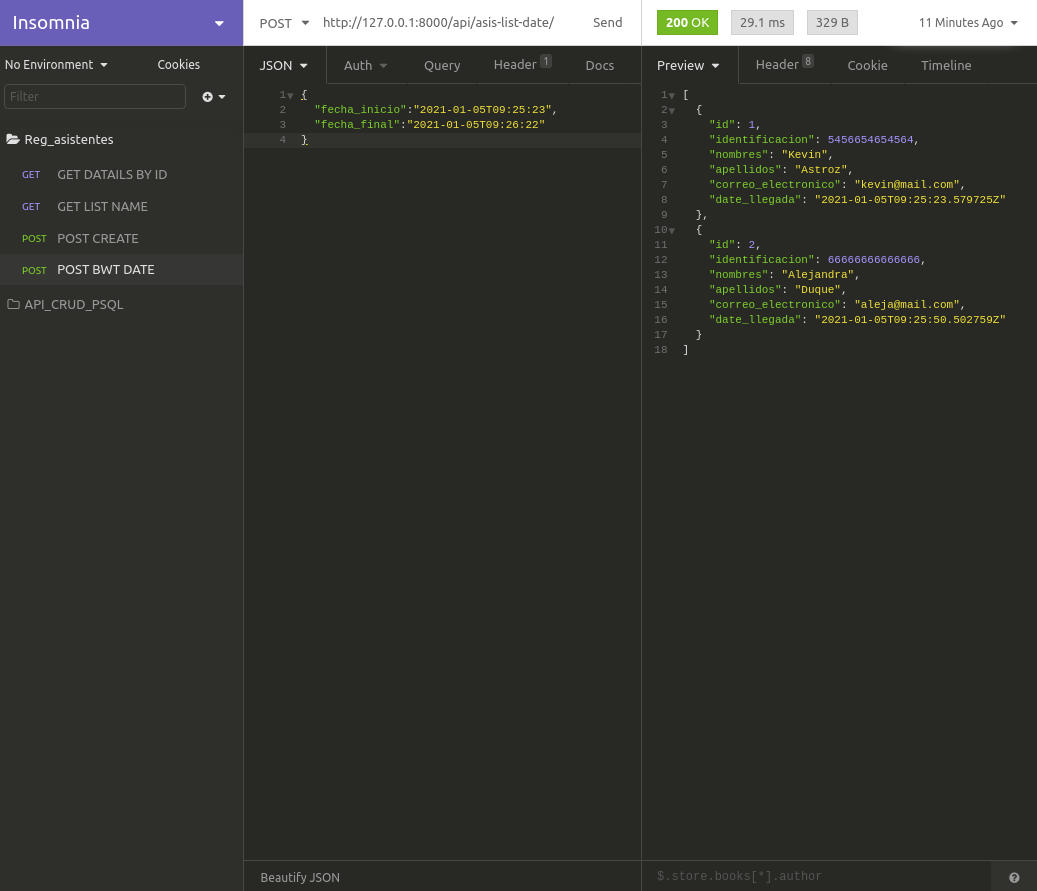 Insomnia
No Environment
Cookies
Filter
Reg_asistentes
GET GET DATAILS BY ID
GET GET LIST NAME
POST POST CREATE
POST POST BWT DATE
API_CRUD_PSQL
POST http://127.0.0.1:8000/api/asis-list-date/ Send
JSON Auth Query Header 1 Docs
1 {
2 "fecha_inicio":"2021-01-05T09:25:23",
3 "fecha_final":"2021-01-05T09:26:22"
4 }
Beautify JSON
200 OK 29.1 ms 329 B 11 Minutes Ago
Preview Header 8 Cookie Timeline
1 [
2 {
3 "id": 1,
4 "identificacion": 5456654654564,
5 "nombres": "Kevin",
6 "apellidos": "Astroz",
7 "correo_electronico": "kevin@mail.com",
8 "date_llegada": "2021-01-05T09:25:23.579725Z"
9 },
10 {
11 "id": 2,
12 "identificacion": 66666666666666,
13 "nombres": "Alejandra",
14 "apellidos": "Duque",
15 "correo_electronico": "aleja@mail.com",
16 "date_llegada": "2021-01-05T09:25:50.502759Z"
17 }
18 ]
$.store.books[*].author
?